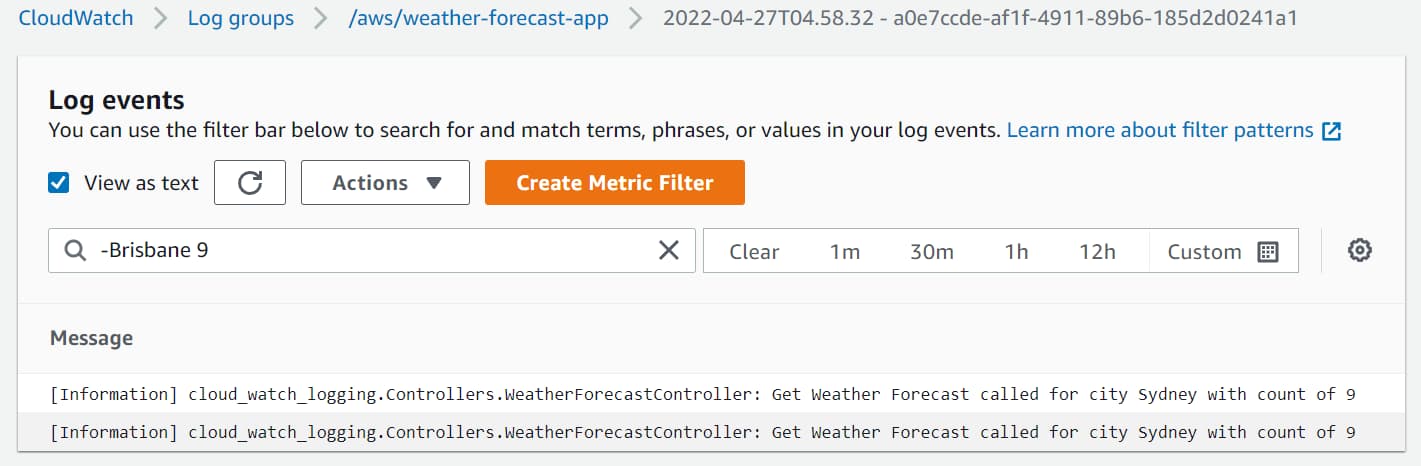 CloudWatch > Log groups > /aws/weather-forecast-app > 2022-04-27T04.58.32 - a0e7ccde-af1f-4911-89b6-185d2d0241a1
Log events
You can use the filter bar below to search for and match terms, phrases, or values in your log events. Learn more about filter patterns
View as text Actions Create Metric Filter
-Brisbane 9 Clear 1m 30m 1h 12h Custom
Message
[Information] cloud_watch_logging.Controllers.WeatherForecastController: Get Weather Forecast called for city Sydney with count of 9
[Information] cloud_watch_logging.Controllers.WeatherForecastController: Get Weather Forecast called for city Sydney with count of 9